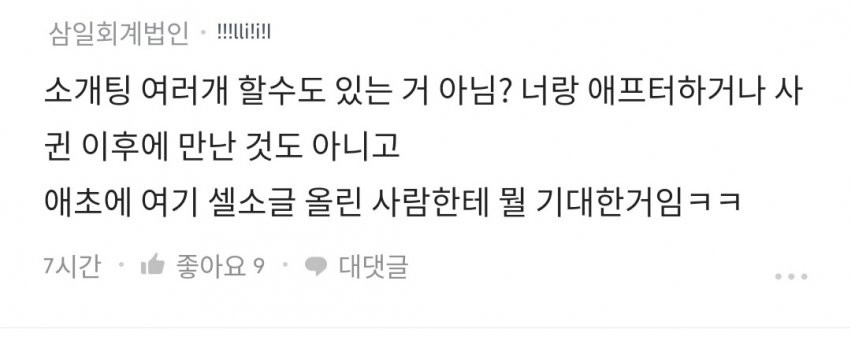 삼일회계법인 · !!!lli!i!l
소개팅 여러개 할수도 있는 거 아님? 너랑 애프터하거나 사
귄 이후에 만난 것도 아니고
애초에 여기 셀소글 올린 사람한테 뭘 기대한거임ㅋㅋ
7시간 · 좋아요 9 · 대댓글